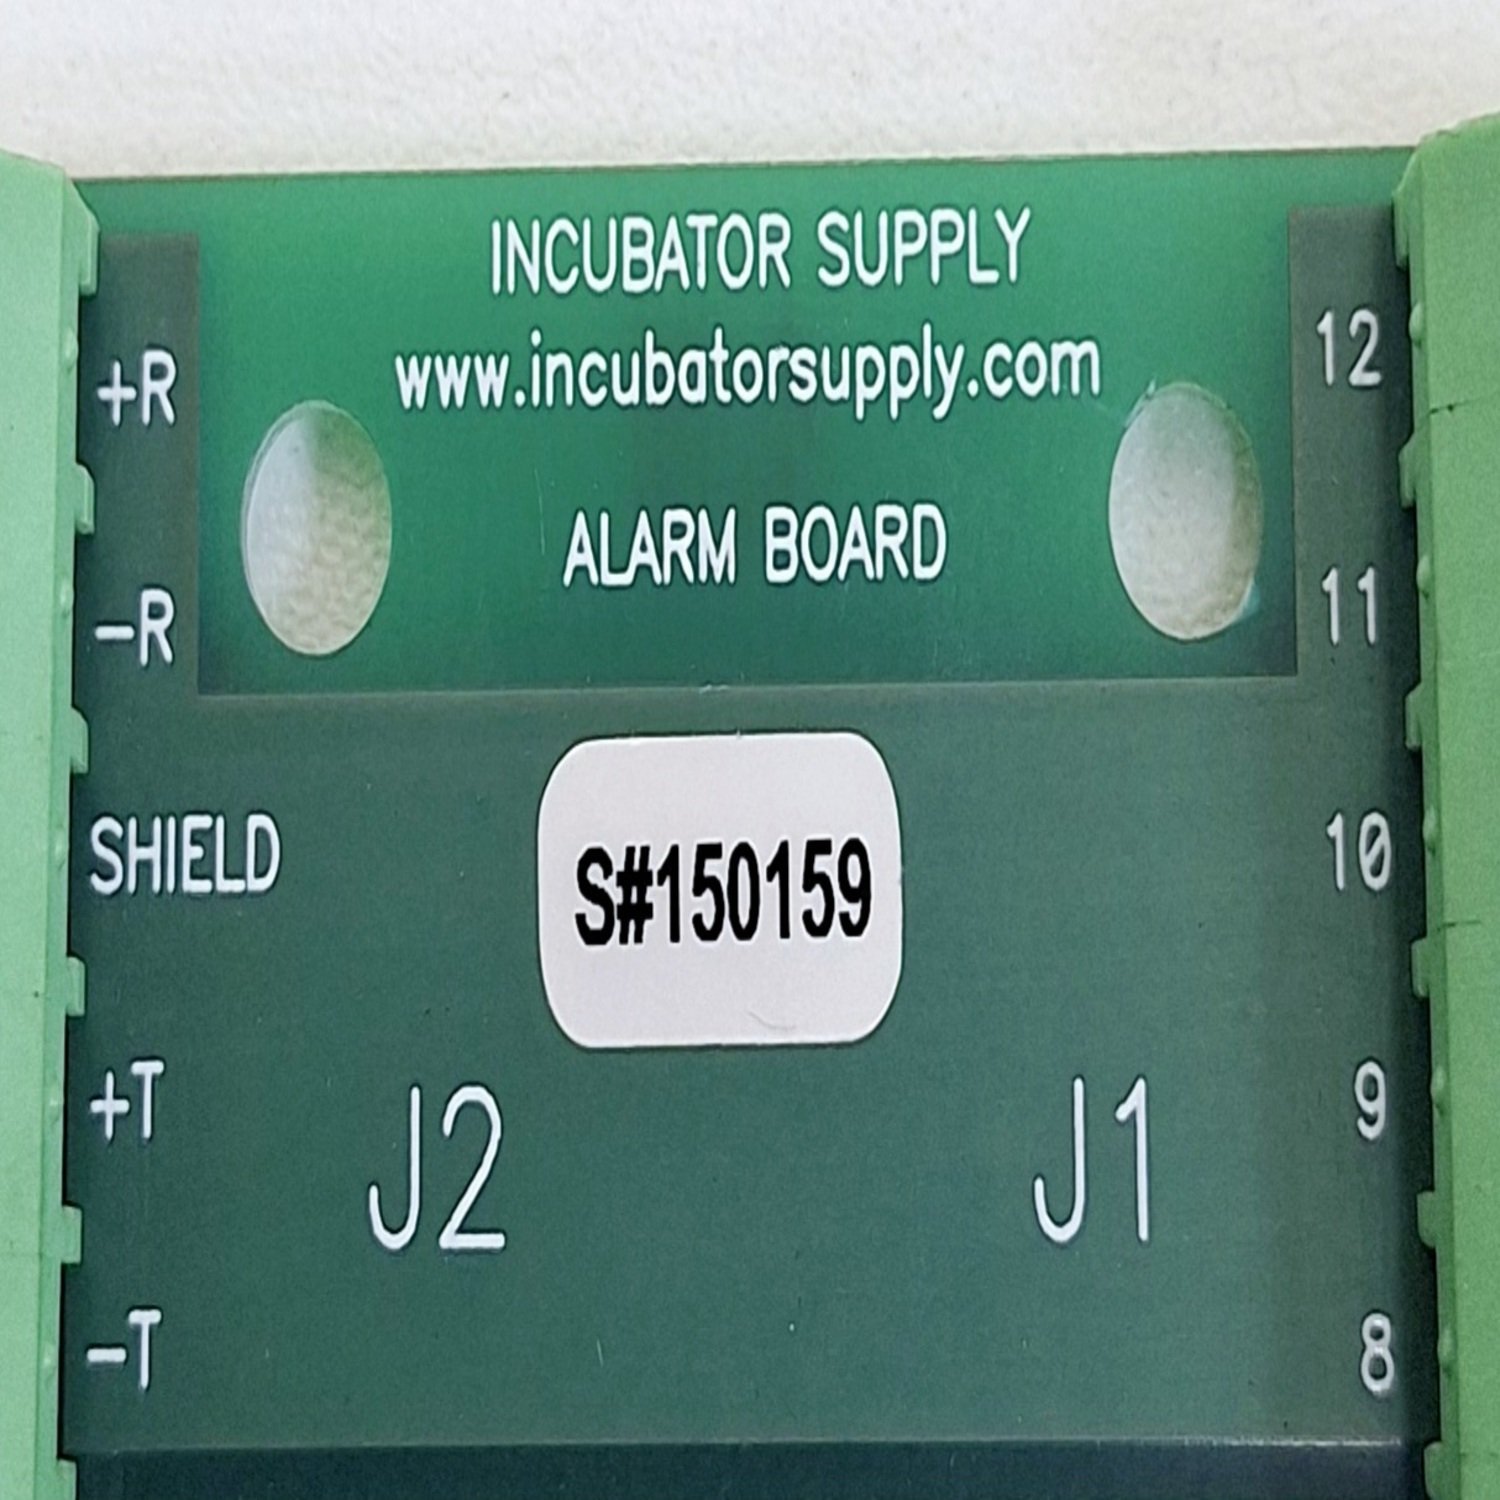 INCUBATOR SUPPLY
www.incubatorsupply.com
ALARM BOARD
+R
12
-R
11
SHIELD
S#150159
10
+T
J2
J1
9
-T
8